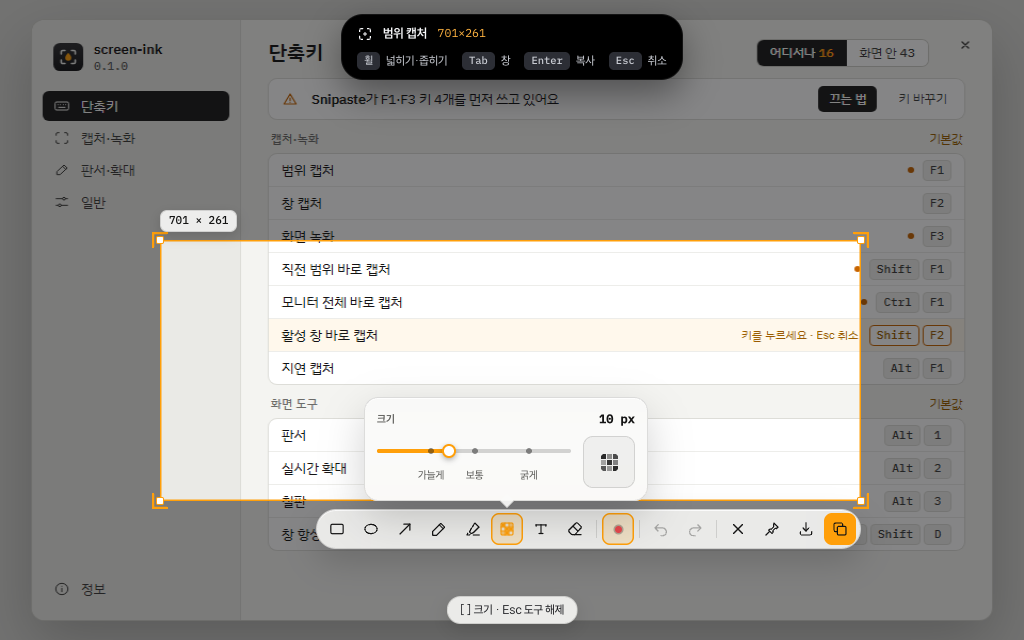 범위 캡처 701×261
휠 넓히기·좁히기 Tab 창 Enter 복사 Esc 취소
screen-ink
0.1.0
단축키
캡처·녹화
판서·확대
일반
정보
단축키
어디서나 16 화면 안 43
Snipaste가 F1·F3 키 4개를 먼저 쓰고 있어요 끄는 법 키 바꾸기
캡처·녹화 기본값
범위 캡처 F1
창 캡처 F2
701 × 261
화면 녹화 F3
직전 범위 바로 캡처 Shift F1
모니터 전체 바로 캡처 Ctrl F1
활성 창 바로 캡처 키를 누르세요 · Esc 취소 Shift F2
지연 캡처 Alt F1
화면 도구 기본값
판서 Alt 1
실시간 확대 Alt 2
칠판 Alt 3
창 항상 Shift D
크기 10 px
가늘게 보통 굵게
[ ] 크기 · Esc 도구 해제